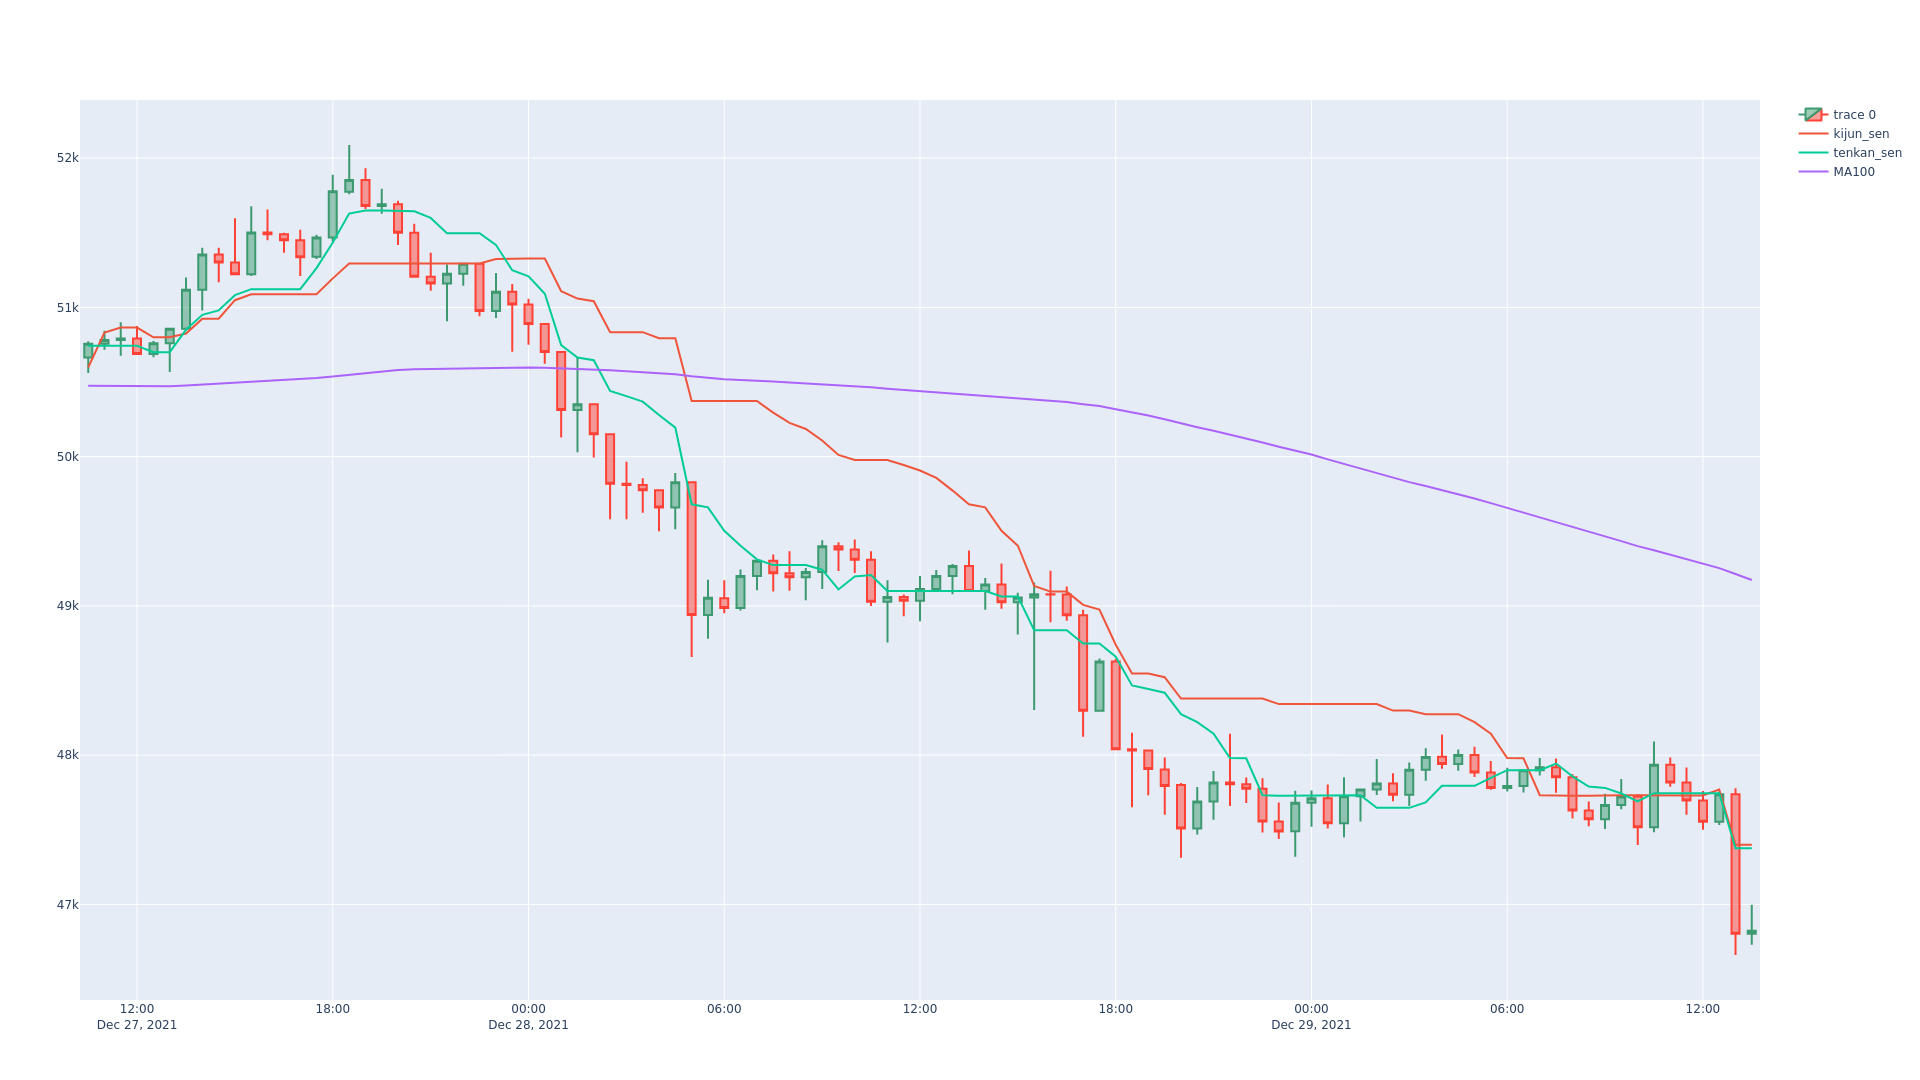 trace 0
kijun_sen
tenkan_sen
MA100
52k
51k
50k
49k
48k
47k
12:00 18:00 00:00 06:00 12:00 18:00 00:00 06:00 12:00
Dec 27, 2021 Dec 28, 2021 Dec 29, 2021